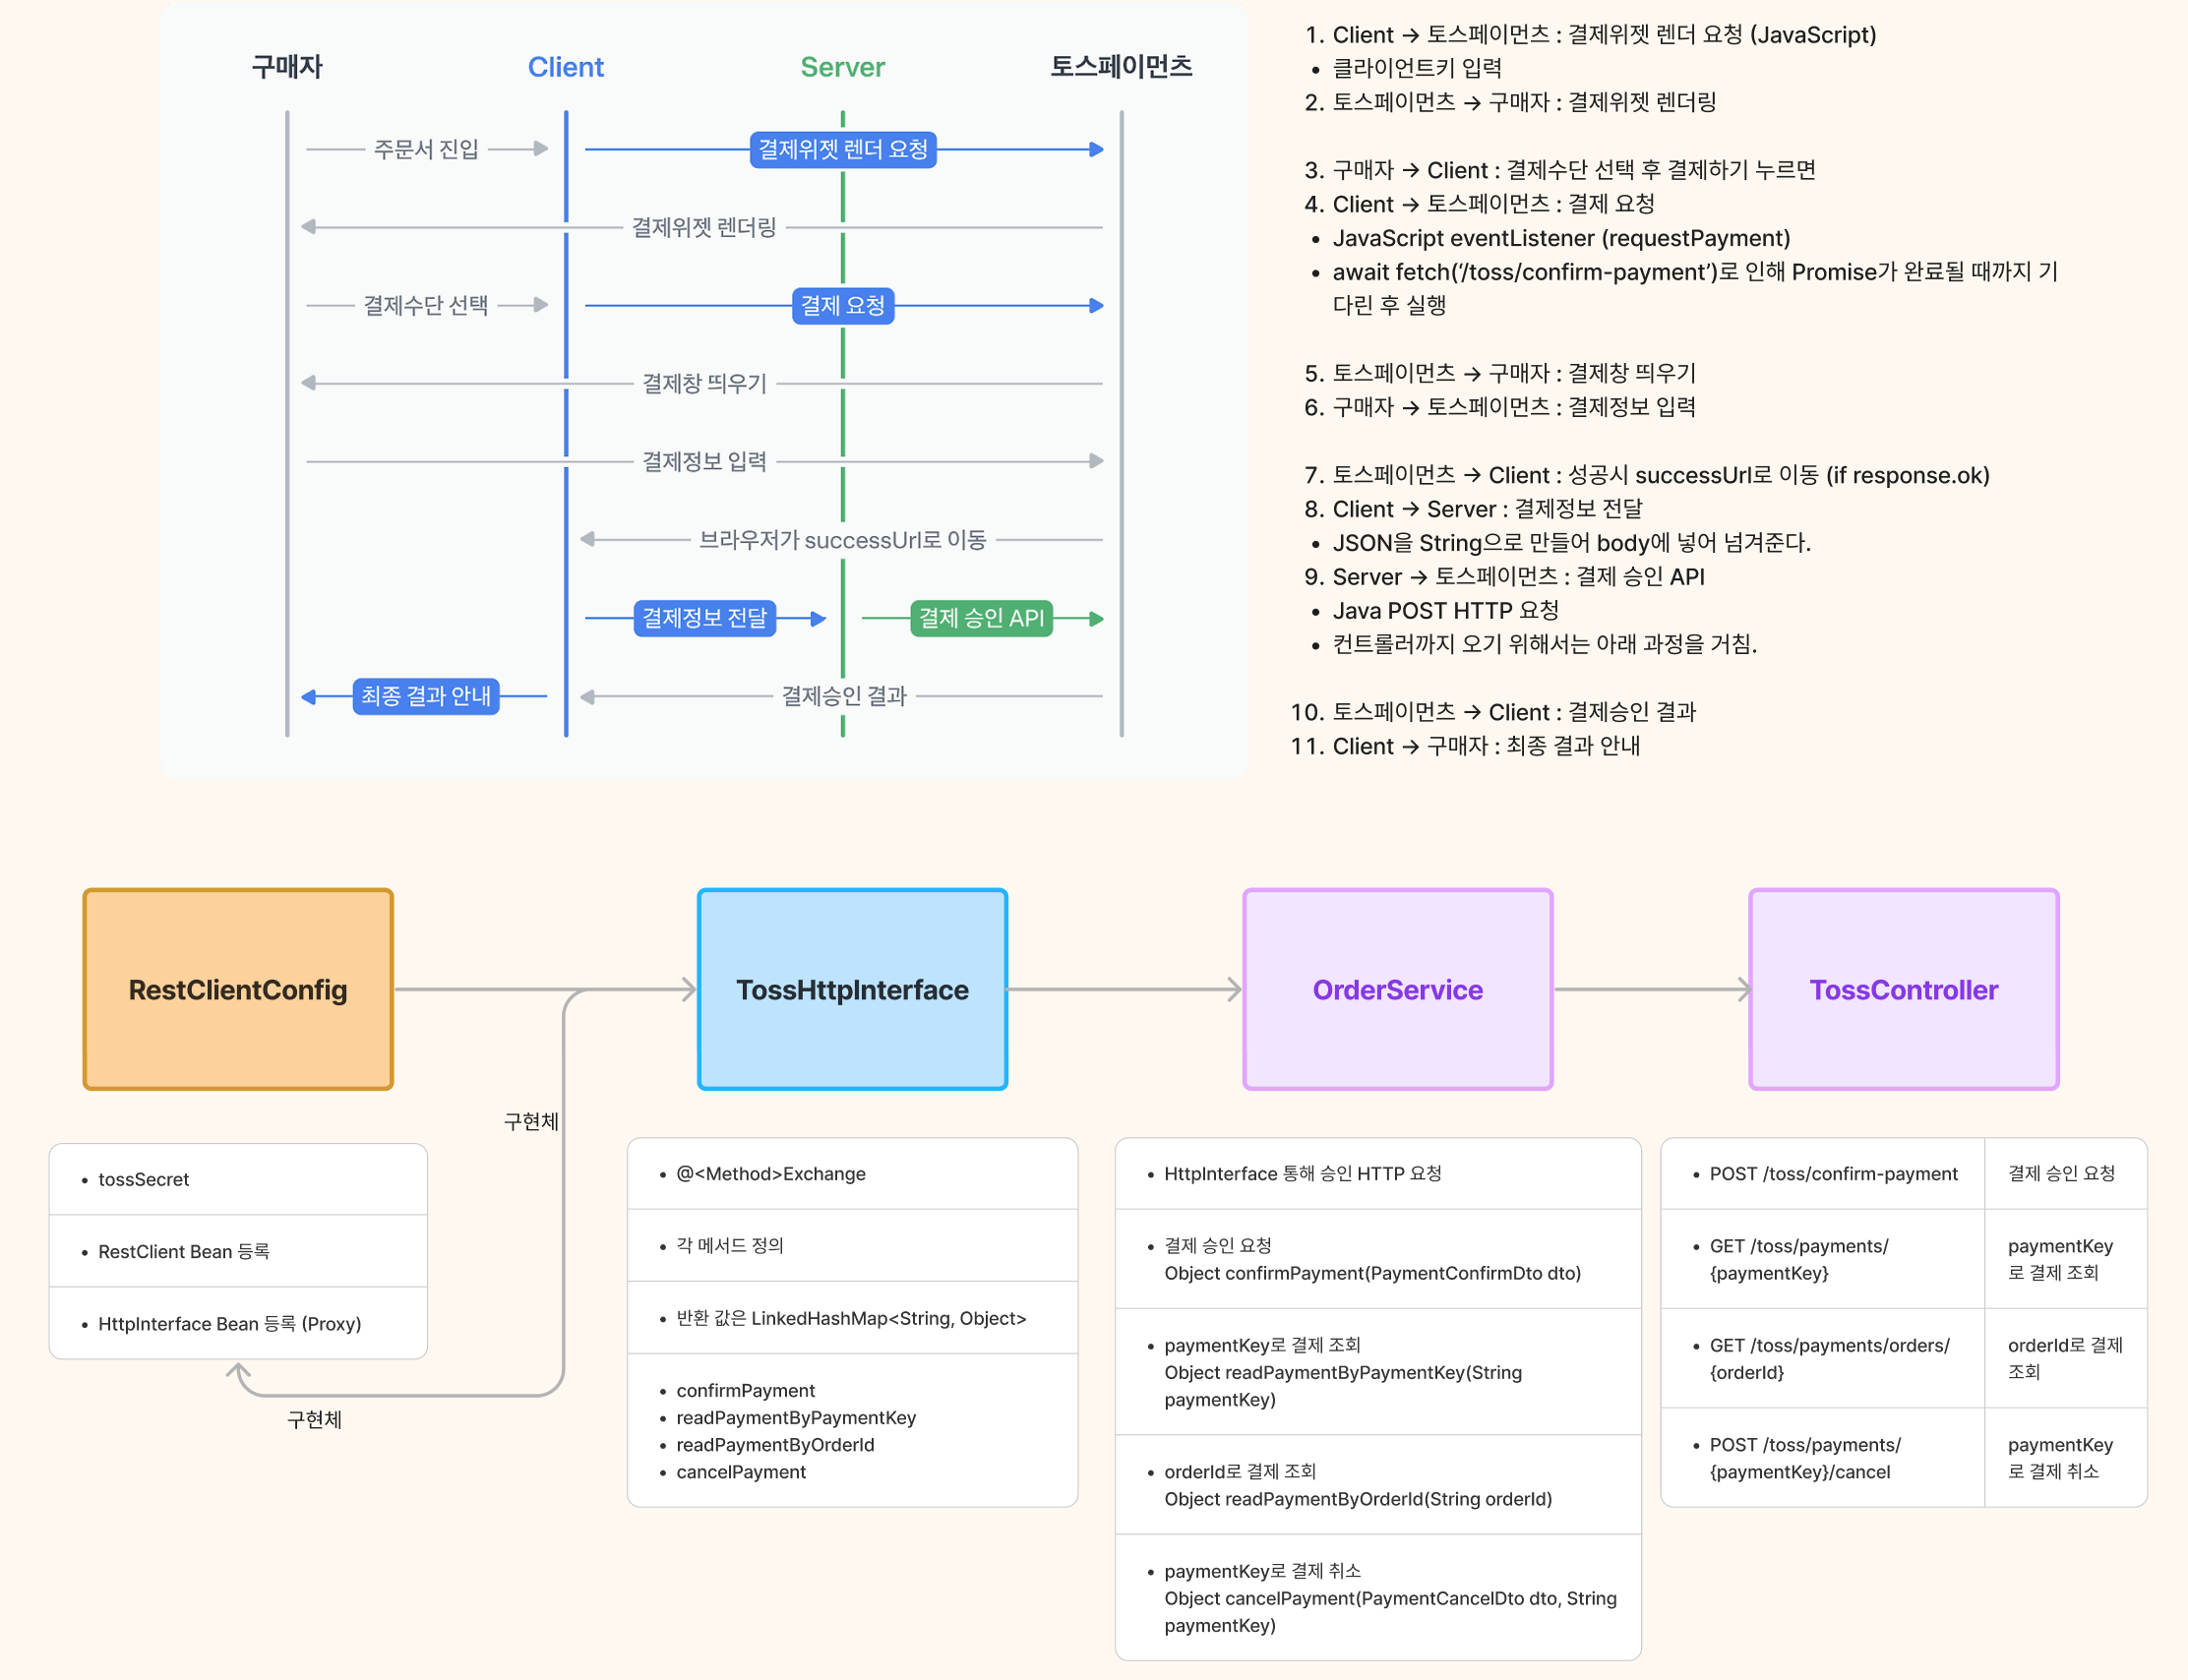 구매자
Client
Server
토스페이먼츠
주문서 진입
결제위젯 렌더 요청
결제위젯 렌더링
결제수단 선택
결제 요청
결제창 띄우기
결제정보 입력
브라우저가 successUrl로 이동
결제정보 전달
결제 승인 API
최종 결과 안내
결제승인 결과
1. Client → 토스페이먼츠 : 결제위젯 렌더 요청 (JavaScript)
• 클라이언트키 입력
2. 토스페이먼츠 → 구매자 : 결제위젯 렌더링
3. 구매자 → Client : 결제수단 선택 후 결제하기 누르면
4. Client → 토스페이먼츠 : 결제 요청
• JavaScript eventListener (requestPayment)
• await fetch(‘/toss/confirm-payment’)로 인해 Promise가 완료될 때까지 기
다린 후 실행
5. 토스페이먼츠 → 구매자 : 결제창 띄우기
6. 구매자 → 토스페이먼츠 : 결제정보 입력
7. 토스페이먼츠 → Client : 성공시 successUrl로 이동 (if response.ok)
8. Client → Server : 결제정보 전달
• JSON을 String으로 만들어 body에 넣어 넘겨준다.
9. Server → 토스페이먼츠 : 결제 승인 API
• Java POST HTTP 요청
• 컨트롤러까지 오기 위해서는 아래 과정을 거침.
10. 토스페이먼츠 → Client : 결제승인 결과
11. Client → 구매자 : 최종 결과 안내
RestClientConfig
TossHttpInterface
OrderService
TossController
구현체
구현체
• tossSecret
• RestClient Bean 등록
• HttpInterface Bean 등록 (Proxy)
• @<Method>Exchange
• 각 메서드 정의
• 반환 값은 LinkedHashMap<String, Object>
• confirmPayment
• readPaymentByPaymentKey
• readPaymentByOrderId
• cancelPayment
• HttpInterface 통해 승인 HTTP 요청
• 결제 승인 요청
Object confirmPayment(PaymentConfirmDto dto)
• paymentKey로 결제 조회
Object readPaymentByPaymentKey(String
paymentKey)
• orderId로 결제 조회
Object readPaymentByOrderId(String orderId)
• paymentKey로 결제 취소
Object cancelPayment(PaymentCancelDto dto, String
paymentKey)
• POST /toss/confirm-payment
결제 승인 요청
• GET /toss/payments/
{paymentKey}
paymentKey
로 결제 조회
• GET /toss/payments/orders/
{orderId}
orderId로 결제
조회
• POST /toss/payments/
{paymentKey}/cancel
paymentKey
로 결제 취소